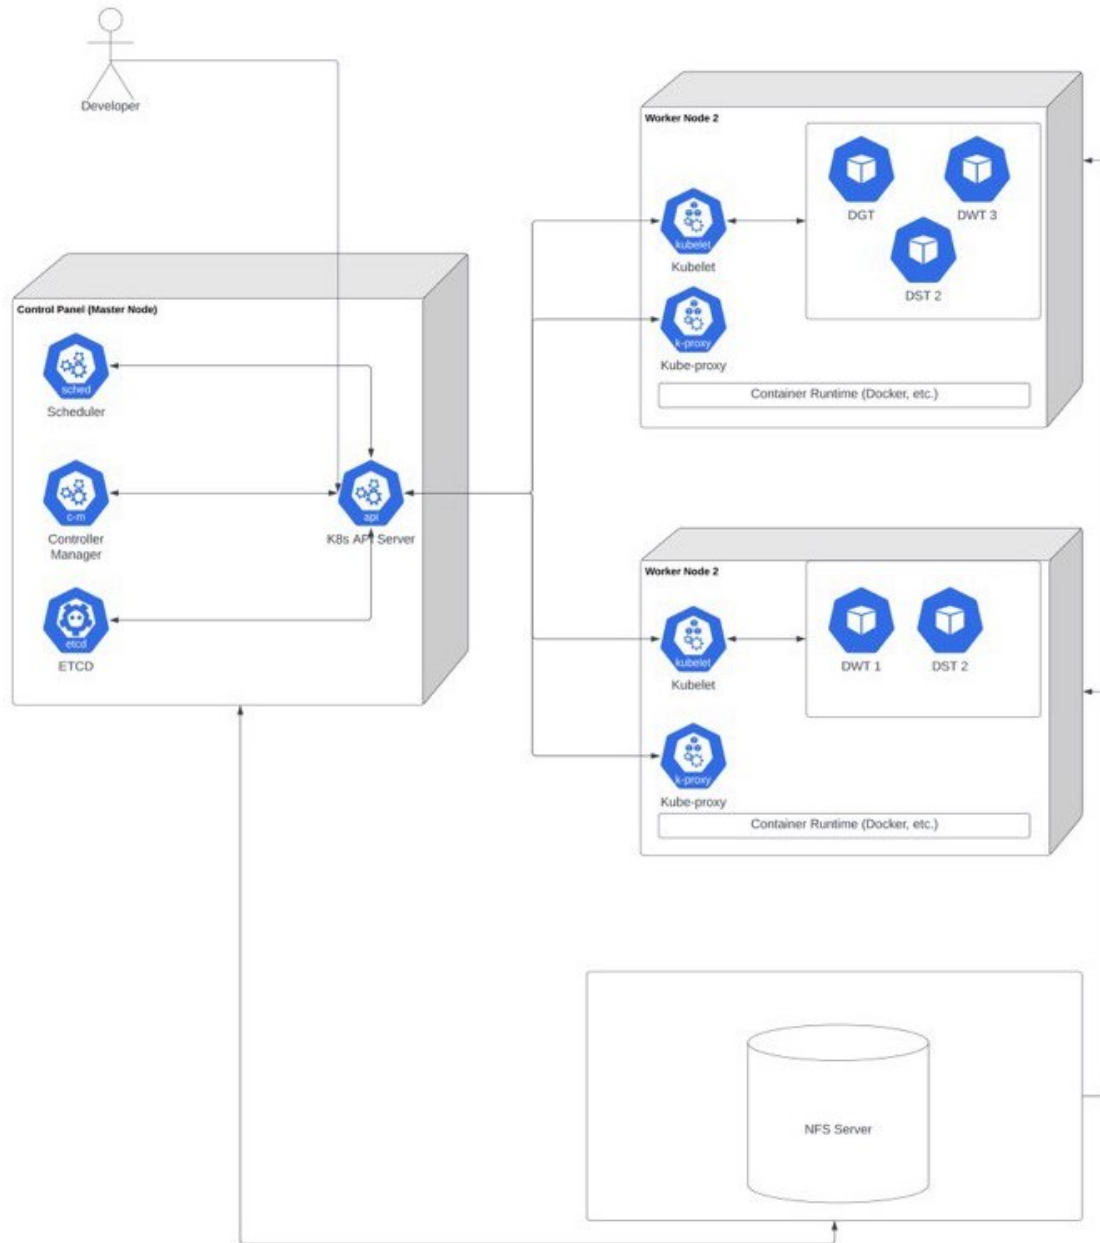 Developer
Control Panel (Master Node)
sched
Scheduler
c-m
Controller
Manager
etcd
ETCD
api
K8s API Server
Worker Node 2
kubelet
Kubelet
k-proxy
Kube-proxy
DGT
DWT 3
DST 2
Container Runtime (Docker, etc.)
Worker Node 2
kubelet
Kubelet
k-proxy
Kube-proxy
DWT 1
DST 2
Container Runtime (Docker, etc.)
NFS Server